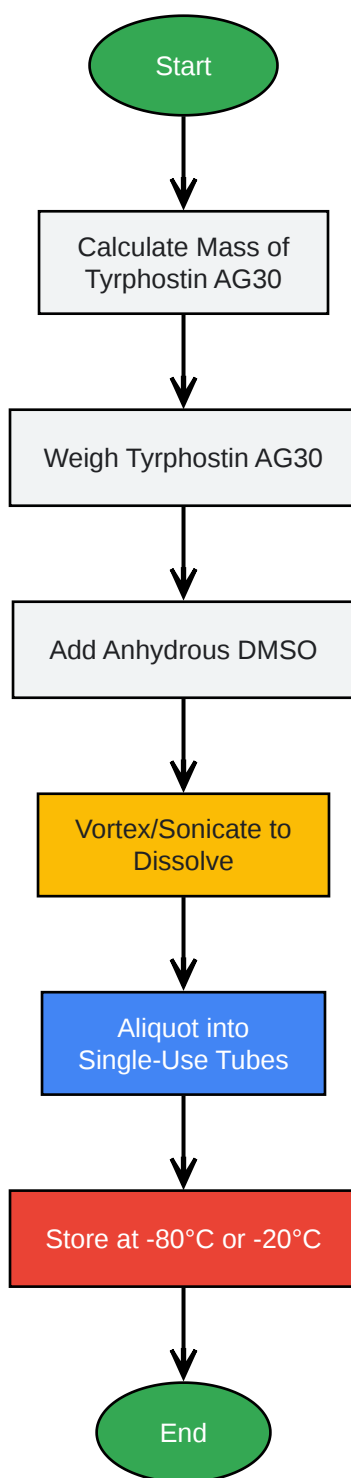 Start
Calculate Mass of
Tyrphostin AG30
Weigh Tyrphostin AG30
Add Anhydrous DMSO
Vortex/Sonicate to
Dissolve
Aliquot into
Single-Use Tubes
Store at -80°C or -20°C
End